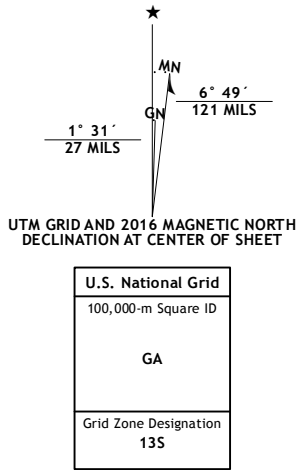 ★
MN
GN
6° 49´
121 MILS
1° 31´
27 MILS
UTM GRID AND 2016 MAGNETIC NORTH
DECLINATION AT CENTER OF SHEET
U.S. National Grid
100,000-m Square ID
GA
Grid Zone Designation
13S